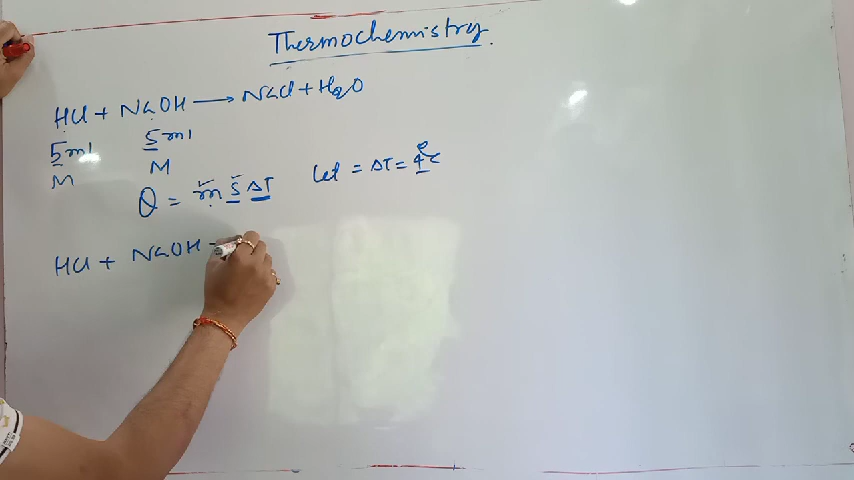 Thermochemistry.
HCl + NaOH → NaCl + H2O
5ml 5ml
M M
Q = m s ΔT let = ΔT = 4°C
HCl + NaOH